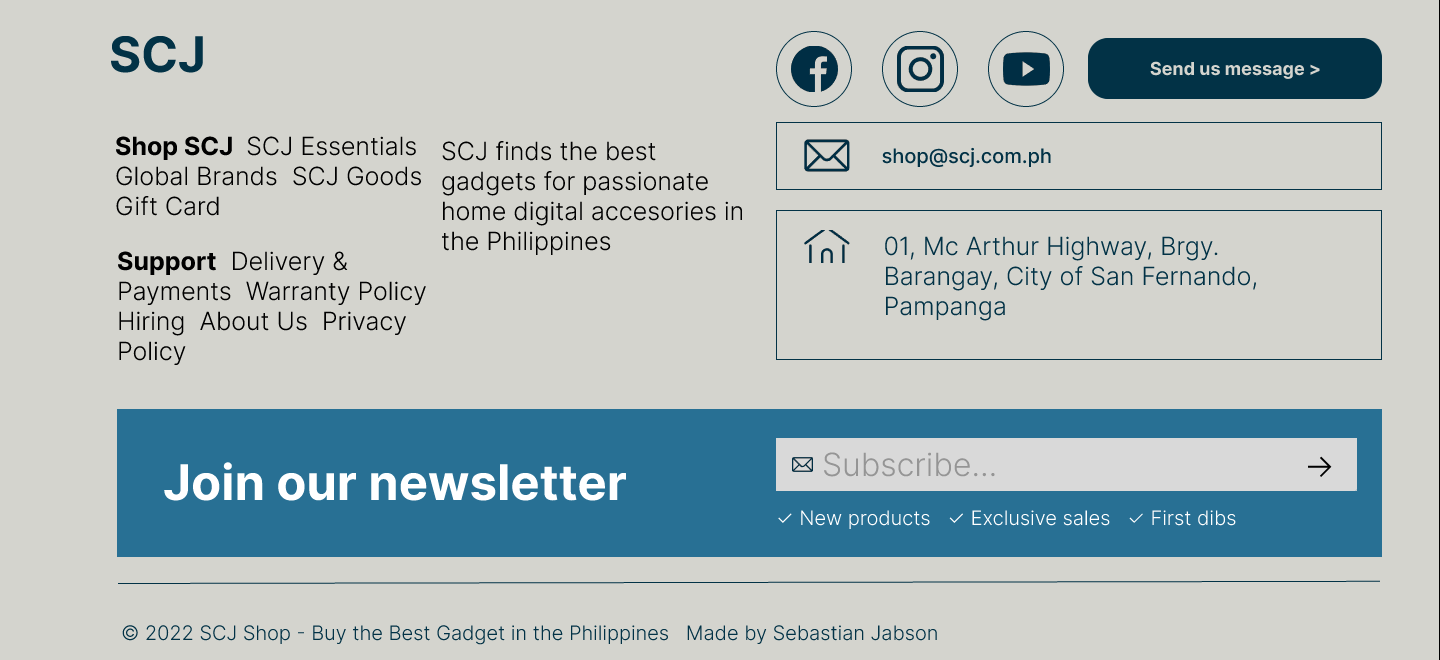 SCJ
Send us message >
Shop SCJ  SCJ Essentials
Global Brands  SCJ Goods
Gift Card
SCJ finds the best
gadgets for passionate
home digital accesories in
the Philippines
shop@scj.com.ph
01, Mc Arthur Highway, Brgy.
Barangay, City of San Fernando,
Pampanga
Support  Delivery &
Payments  Warranty Policy
Hiring  About Us  Privacy
Policy
Join our newsletter
Subscribe...
✓ New products  ✓ Exclusive sales  ✓ First dibs
© 2022 SCJ Shop - Buy the Best Gadget in the Philippines  Made by Sebastian Jabson